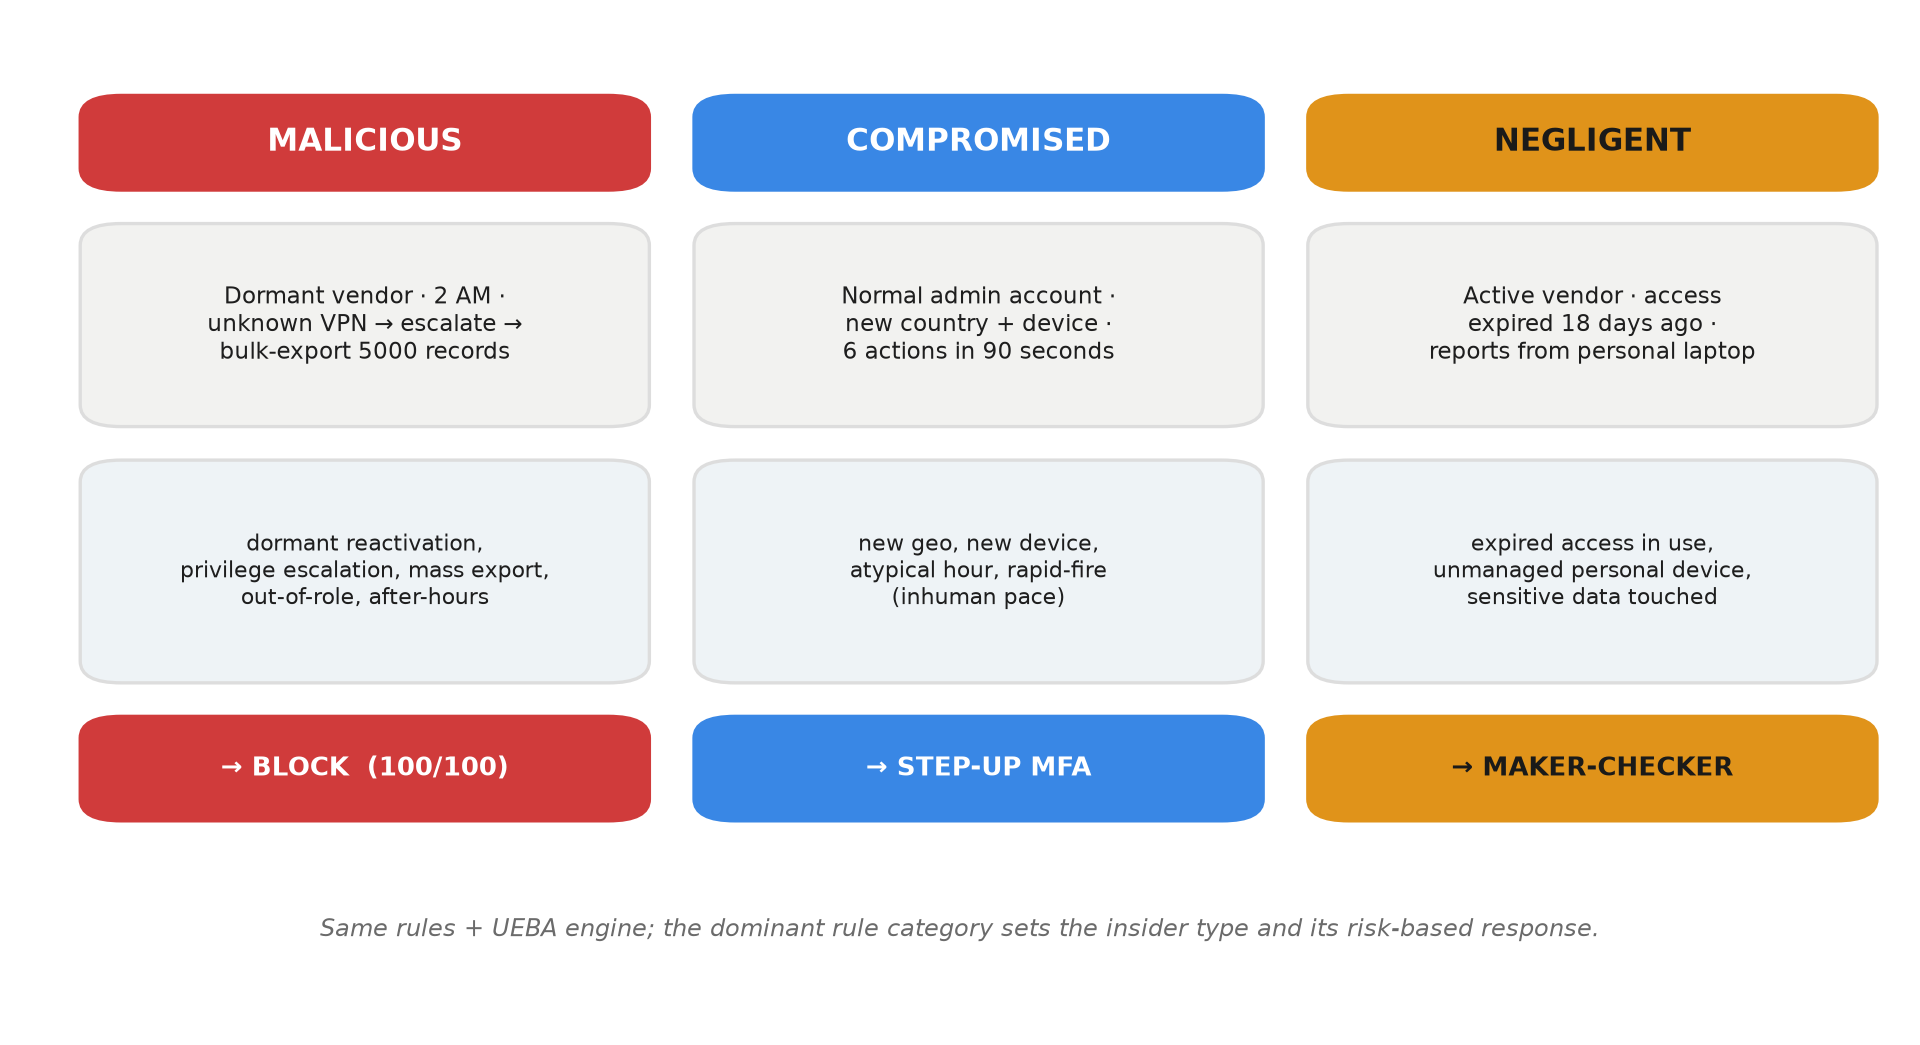 MALICIOUS
COMPROMISED
NEGLIGENT
Dormant vendor · 2 AM ·
unknown VPN → escalate →
bulk-export 5000 records
Normal admin account ·
new country + device ·
6 actions in 90 seconds
Active vendor · access
expired 18 days ago ·
reports from personal laptop
dormant reactivation,
privilege escalation, mass export,
out-of-role, after-hours
new geo, new device,
atypical hour, rapid-fire
(inhuman pace)
expired access in use,
unmanaged personal device,
sensitive data touched
→ BLOCK  (100/100)
→ STEP-UP MFA
→ MAKER-CHECKER
Same rules + UEBA engine; the dominant rule category sets the insider type and its risk-based response.